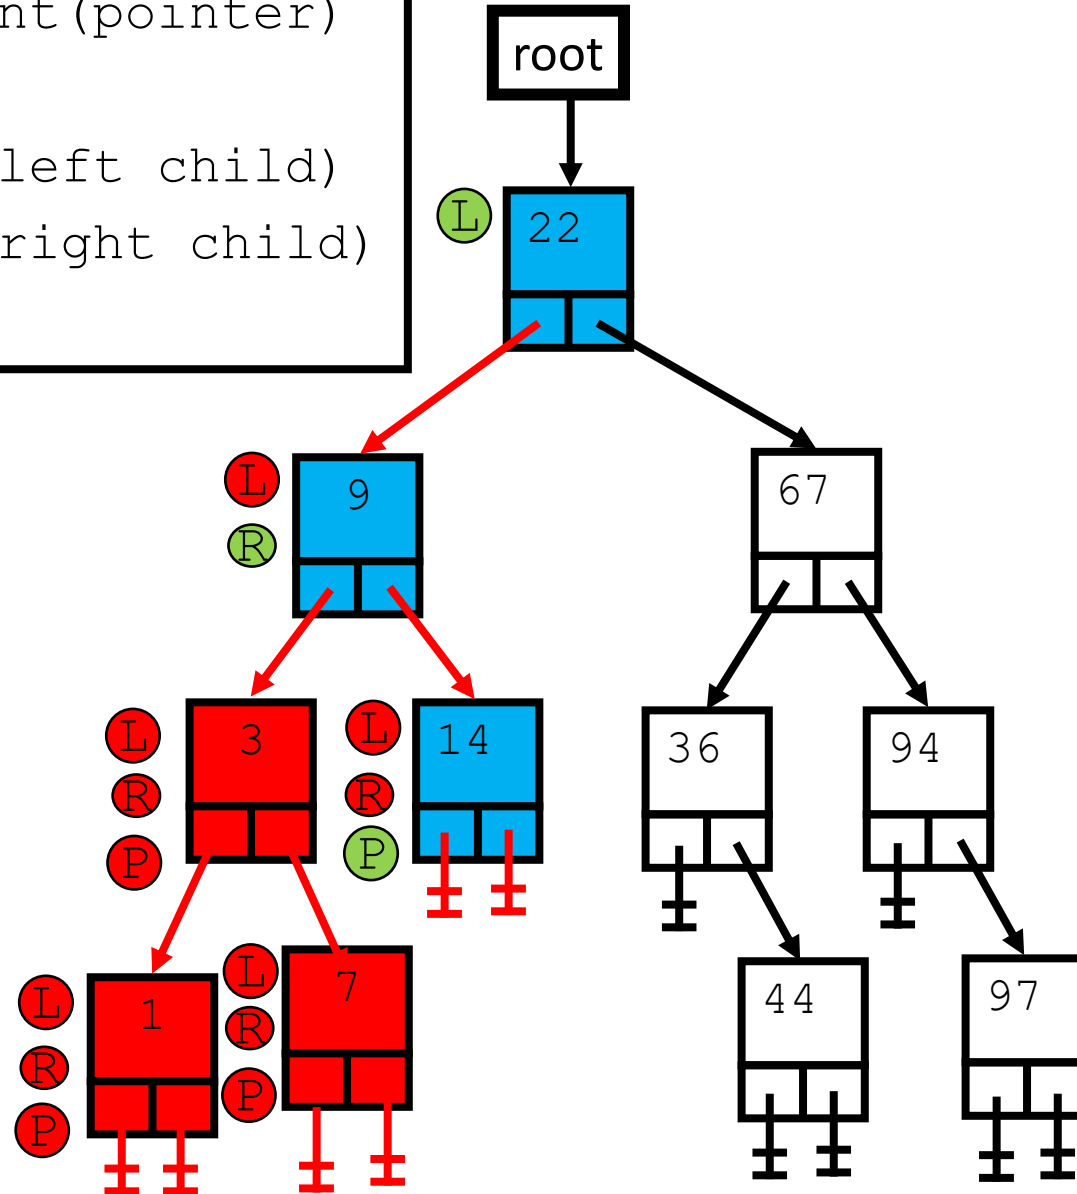 nt(pointer)
left child)
right child)
root
L
22
L
R
9
67
L
R
P
3
L
R
P
14
36
94
L
R
P
1
L
R
P
7
44
97